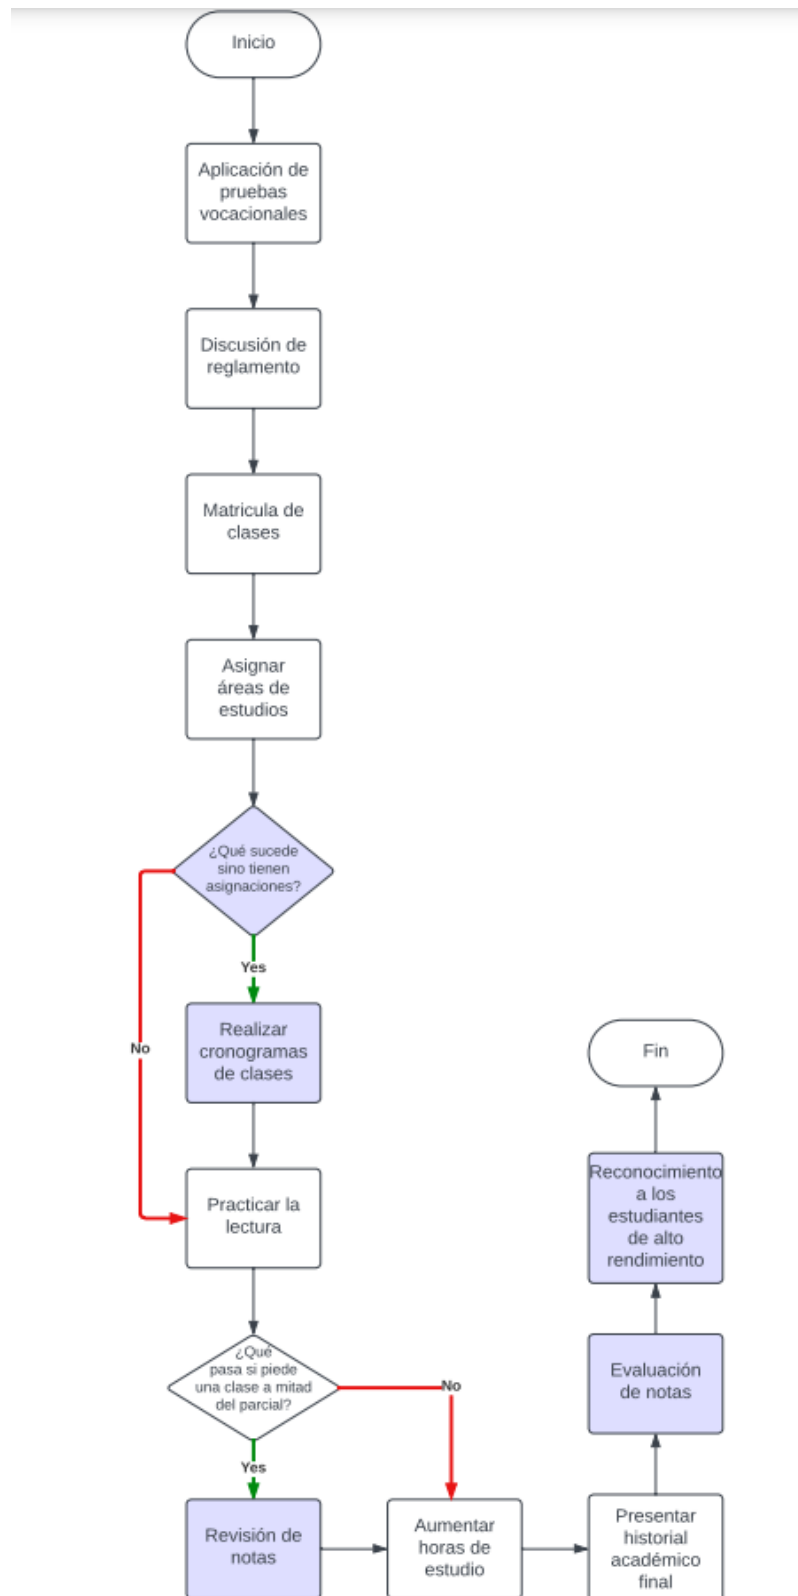 Inicio
Aplicación de
pruebas
vocacionales
Discusión de
reglamento
Matricula de
clases
Asignar
áreas de
estudios
¿Qué sucede
sino tienen
asignaciones?
Yes
No
Realizar
cronogramas
de clases
Practicar la
lectura
¿Qué
pasa si piede
una clase a mitad
del parcial?
No
Yes
Revisión de
notas
Aumentar
horas de
estudio
Presentar
historial
académico
final
Evaluación
de notas
Reconocimiento
a los
estudiantes
de alto
rendimiento
Fin